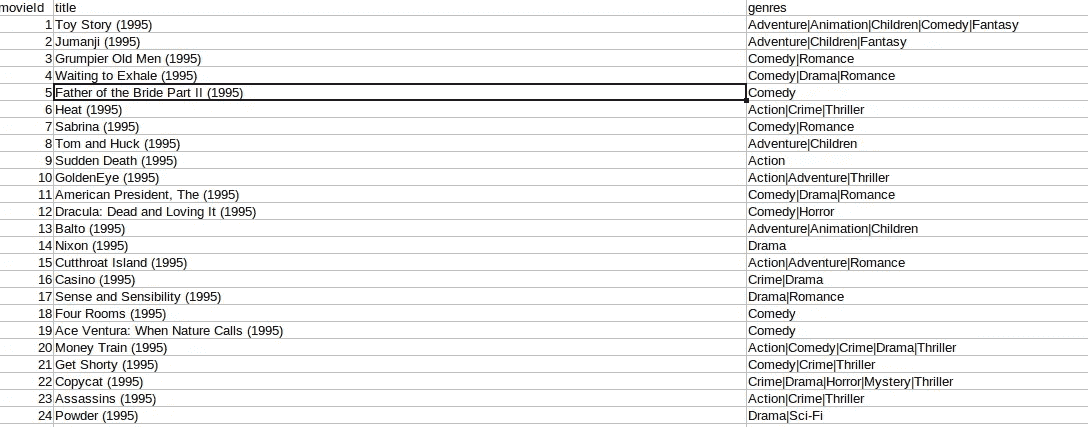 movieId title genres
1 Toy Story (1995) Adventure|Animation|Children|Comedy|Fantasy
2 Jumanji (1995) Adventure|Children|Fantasy
3 Grumpier Old Men (1995) Comedy|Romance
4 Waiting to Exhale (1995) Comedy|Drama|Romance
5 Father of the Bride Part II (1995) Comedy
6 Heat (1995) Action|Crime|Thriller
7 Sabrina (1995) Comedy|Romance
8 Tom and Huck (1995) Adventure|Children
9 Sudden Death (1995) Action
10 GoldenEye (1995) Action|Adventure|Thriller
11 American President, The (1995) Comedy|Drama|Romance
12 Dracula: Dead and Loving It (1995) Comedy|Horror
13 Balto (1995) Adventure|Animation|Children
14 Nixon (1995) Drama
15 Cutthroat Island (1995) Action|Adventure|Romance
16 Casino (1995) Crime|Drama
17 Sense and Sensibility (1995) Drama|Romance
18 Four Rooms (1995) Comedy
19 Ace Ventura: When Nature Calls (1995) Comedy
20 Money Train (1995) Action|Comedy|Crime|Drama|Thriller
21 Get Shorty (1995) Comedy|Crime|Thriller
22 Copycat (1995) Crime|Drama|Horror|Mystery|Thriller
23 Assassins (1995) Action|Crime|Thriller
24 Powder (1995) Drama|Sci-Fi